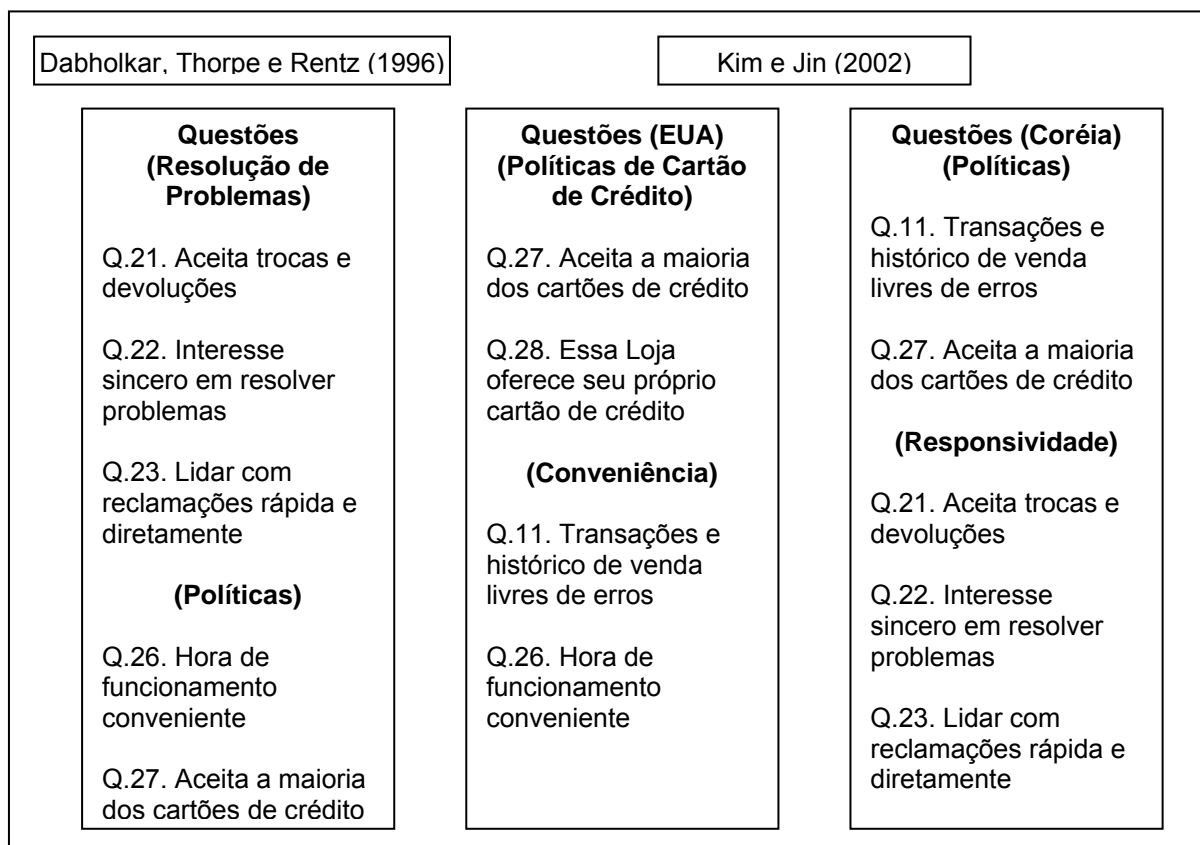 Dabholkar, Thorpe e Rentz (1996)
Kim e Jin (2002)
Questões
(Resolução de
Problemas)
Q.21. Aceita trocas e
devoluções
Q.22. Interesse
sincero em resolver
problemas
Q.23. Lidar com
reclamações rápida e
diretamente
(Políticas)
Q.26. Hora de
funcionamento
conveniente
Q.27. Aceita a maioria
dos cartões de crédito
Questões (EUA)
(Políticas de Cartão
de Crédito)
Q.27. Aceita a maioria
dos cartões de crédito
Q.28. Essa Loja
oferece seu próprio
cartão de crédito
(Conveniência)
Q.11. Transações e
histórico de venda
livres de erros
Q.26. Hora de
funcionamento
conveniente
Questões (Coréia)
(Políticas)
Q.11. Transações e
histórico de venda
livres de erros
Q.27. Aceita a maioria
dos cartões de crédito
(Responsividade)
Q.21. Aceita trocas e
devoluções
Q.22. Interesse
sincero em resolver
problemas
Q.23. Lidar com
reclamações rápida e
diretamente